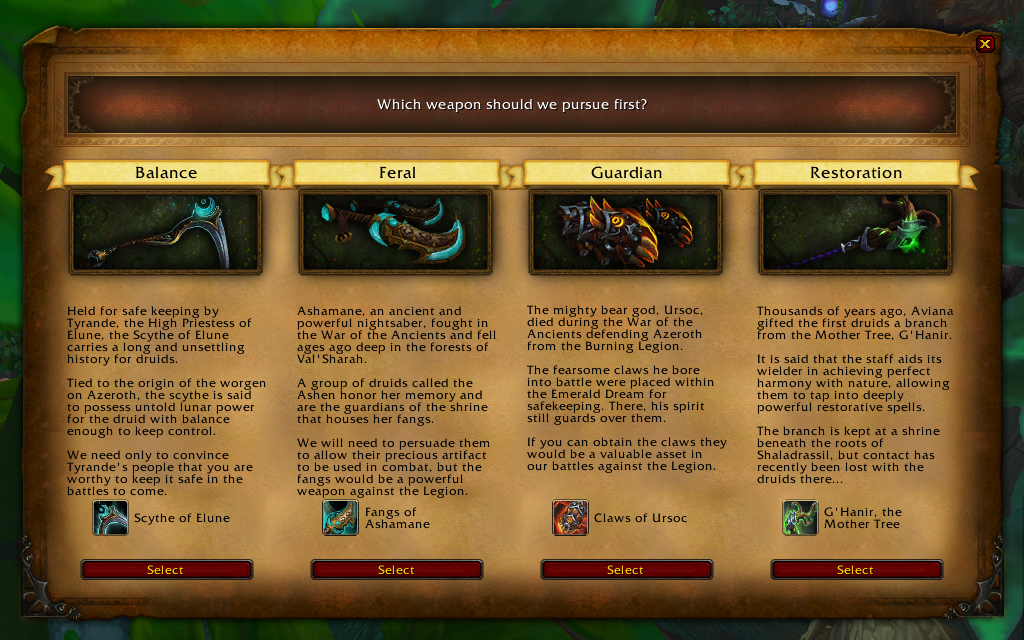 Which weapon should we pursue first?
Balance
Held for safe keeping by
Tyrande, the High Priestess of
Elune, the Scythe of Elune
carries a long and unsettling
history for druids.
Tied to the origin of the worgen
on Azeroth, the scythe is said
to possess untold lunar power
for the druid with balance
enough to keep control.
We need only to convince
Tyrande's people that you are
worthy to keep it safe in the
battles to come.
Scythe of Elune
Select
Feral
Ashamane, an ancient and
powerful nightsaber, fought in
the War of the Ancients and fell
ages ago deep in the forests of
Val'Sharah.
A group of druids called the
Ashen honor her memory and
are the guardians of the shrine
that houses her fangs.
We will need to persuade them
to allow their precious artifact
to be used in combat, but the
fangs would be a powerful
weapon against the Legion.
Fangs of
Ashamane
Select
Guardian
The mighty bear god, Ursoc,
died during the War of the
Ancients defending Azeroth
from the Burning Legion.
The fearsome claws he bore
into battle were placed within
the Emerald Dream for
safekeeping. There, his spirit
still guards over them.
If you can obtain the claws they
would be a valuable asset in
our battles against the Legion.
Claws of Ursoc
Select
Restoration
Thousands of years ago, Aviana
gifted the first druids a branch
from the Mother Tree, G'Hanir.
It is said that the staff aids its
wielder in achieving perfect
harmony with nature, allowing
them to tap into deeply
powerful restorative spells.
The branch is kept at a shrine
beneath the roots of
Shaladrassil, but contact has
recently been lost with the
druids there...
G'Hanir, the
Mother Tree
Select